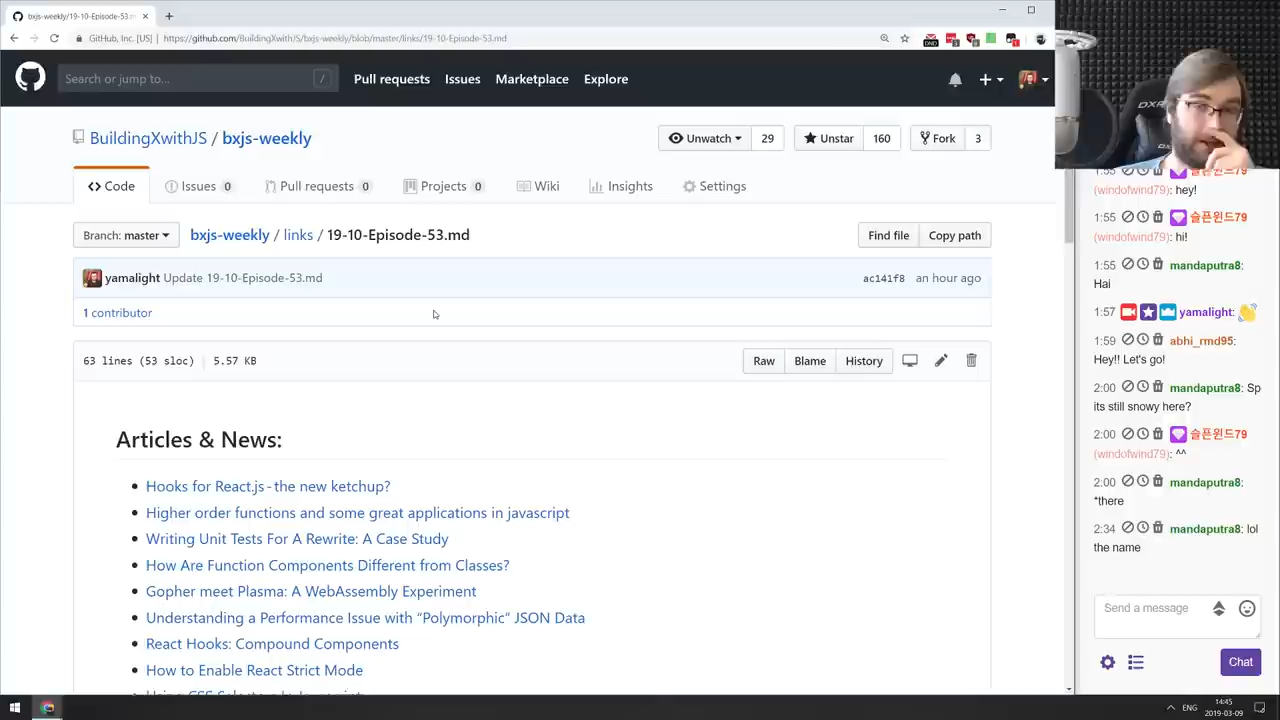 bxjs-weekly/19-10-Episode-53.m
GitHub, Inc. [US]
https://github.com/BuildingXwithJS/bxjs-weekly/blob/master/links/19-10-Episode-53.md
Search or jump to...
/
Pull requests
Issues
Marketplace
Explore
BuildingXwithJS / bxjs-weekly
Unwatch
29
Unstar
160
Fork
3
Code
Issues 0
Pull requests 0
Projects 0
Wiki
Insights
Settings
Branch: master
bxjs-weekly / links / 19-10-Episode-53.md
Find file
Copy path
yamalight Update 19-10-Episode-53.md
ac141f8 an hour ago
1 contributor
63 lines (53 sloc) 5.57 KB
Raw
Blame
History
Articles & News:
Hooks for React.js - the new ketchup?
Higher order functions and some great applications in javascript
Writing Unit Tests For A Rewrite: A Case Study
How Are Function Components Different from Classes?
Gopher meet Plasma: A WebAssembly Experiment
Understanding a Performance Issue with “Polymorphic” JSON Data
React Hooks: Compound Components
How to Enable React Strict Mode
DXR
1:55 슬픈윈드79
(windofwind79): hey!
1:55 슬픈윈드79
(windofwind79): hi!
1:55 mandaputra8:
Hai
1:57 yamalight:
1:59 abhi_rmd95:
Hey!! Let's go!
2:00 mandaputra8: Sp
its still snowy here?
2:00 슬픈윈드79
(windofwind79): ^^
2:00 mandaputra8:
*there
2:34 mandaputra8: lol
the name
Send a message
Chat
ENG
14:45
2019-03-09